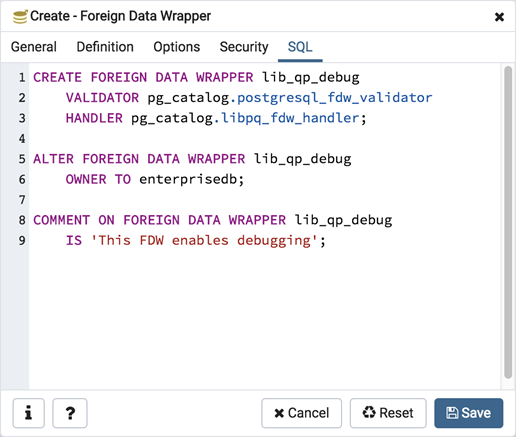 Create - Foreign Data Wrapper
General Definition Options Security SQL
1 CREATE FOREIGN DATA WRAPPER lib_qp_debug
2 VALIDATOR pg_catalog.postgresql_fdw_validator
3 HANDLER pg_catalog.libpq_fdw_handler;
4
5 ALTER FOREIGN DATA WRAPPER lib_qp_debug
6 OWNER TO enterprisedb;
7
8 COMMENT ON FOREIGN DATA WRAPPER lib_qp_debug
9 IS 'This FDW enables debugging';
i ? Cancel Reset Save